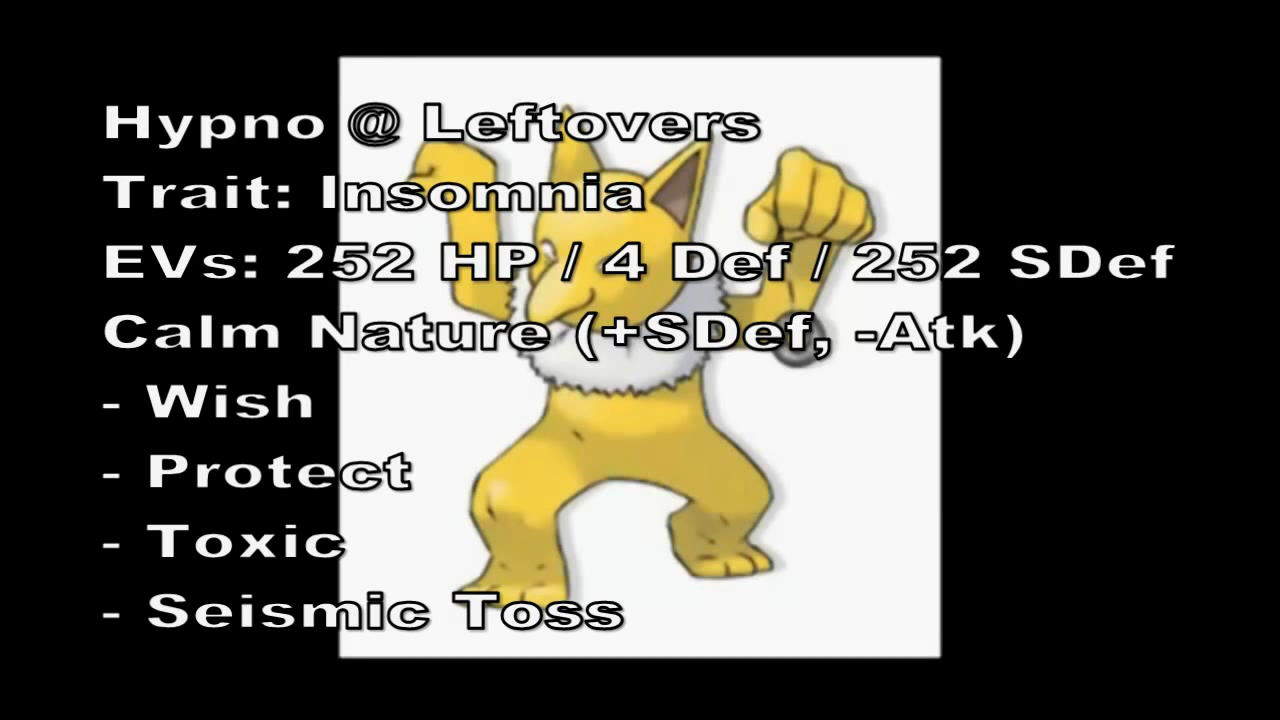 Hypno @ Leftovers
Trait: Insomnia
EVs: 252 HP / 4 Def / 252 SDef
Calm Nature (+SDef, -Atk)
- Wish
- Protect
- Toxic
- Seismic Toss